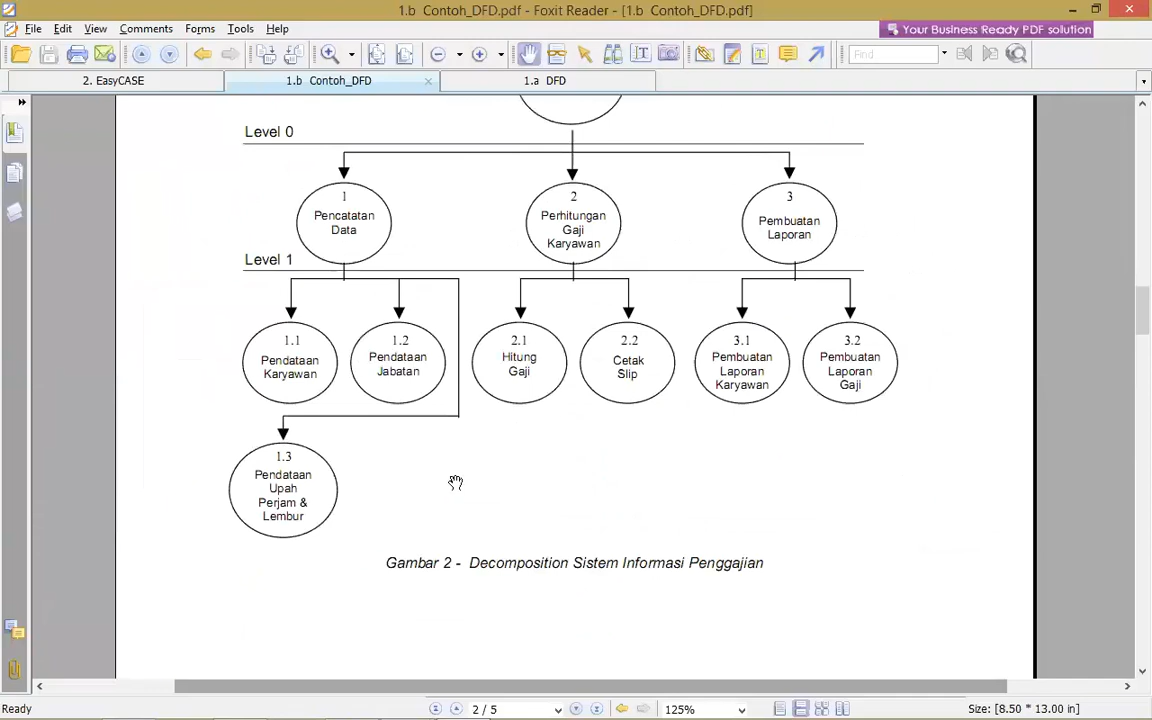 1.b Contoh_DFD.pdf - Foxit Reader - [1.b Contoh_DFD.pdf]
File Edit View Comments Forms Tools Help
Your Business Ready PDF solution
Find
2. EasyCASE
1.b Contoh_DFD
1.a DFD
Level 0
1
Pencatatan
Data
2
Perhitungan
Gaji
Karyawan
3
Pembuatan
Laporan
Level 1
1.1
Pendataan
Karyawan
1.2
Pendataan
Jabatan
2.1
Hitung
Gaji
2.2
Cetak
Slip
3.1
Pembuatan
Laporan
Karyawan
3.2
Pembuatan
Laporan
Gaji
1.3
Pendataan
Upah
Perjam &
Lembur
Gambar 2 - Decomposition Sistem Informasi Penggajian
Ready
2 / 5
125%
Size: [8.50 * 13.00 in]